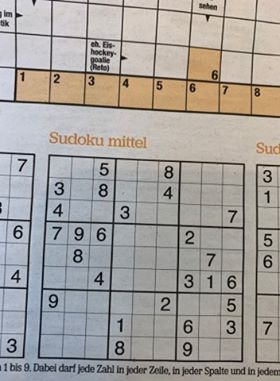 sehen
g im
tik
eh. Eis-
hockey-
goalie
(Reto)
6
1 2 3 4 5 6 7 8
Sudoku mittel
Sud
7 5 8 3
3 8 4 1
4 3 7
6 7 9 6 2 5
8 7 6
4 4 3 1 6
9 2 5
1 6 3 7
3 8 9
1 bis 9. Dabei darf jede Zahl in jeder Zeile, in jeder Spalte und in jedem